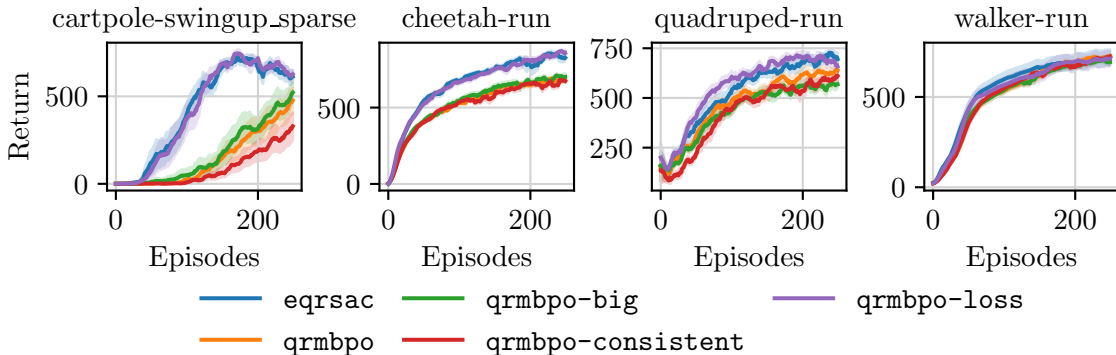 cartpole-swingup_sparse cheetah-run quadruped-run walker-run
Return
500
0
0 200
Episodes
500
0
0 200
Episodes
750
500
250
0 200
Episodes
500
0
0 200
Episodes
eqrsac qrmbpo-big qrmbpo-loss
qrmbpo qrmbpo-consistent